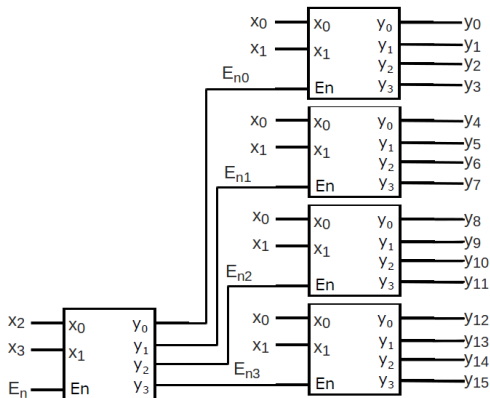 x₀ x₀ y₀ y₀
x₁ x₁ y₁ y₁
y₂ y₂
Eₙ₀ En y₃ y₃
x₀ x₀ y₀ y₄
x₁ x₁ y₁ y₅
y₂ y₆
Eₙ₁ En y₃ y₇
x₀ x₀ y₀ y₈
x₁ x₁ y₁ y₉
y₂ y₁₀
Eₙ₂ En y₃ y₁₁
x₀ x₀ y₀ y₁₂
x₁ x₁ y₁ y₁₃
y₂ y₁₄
Eₙ₃ En y₃ y₁₅
x₂ x₀ y₀
x₃ x₁ y₁
y₂
Eₙ En y₃